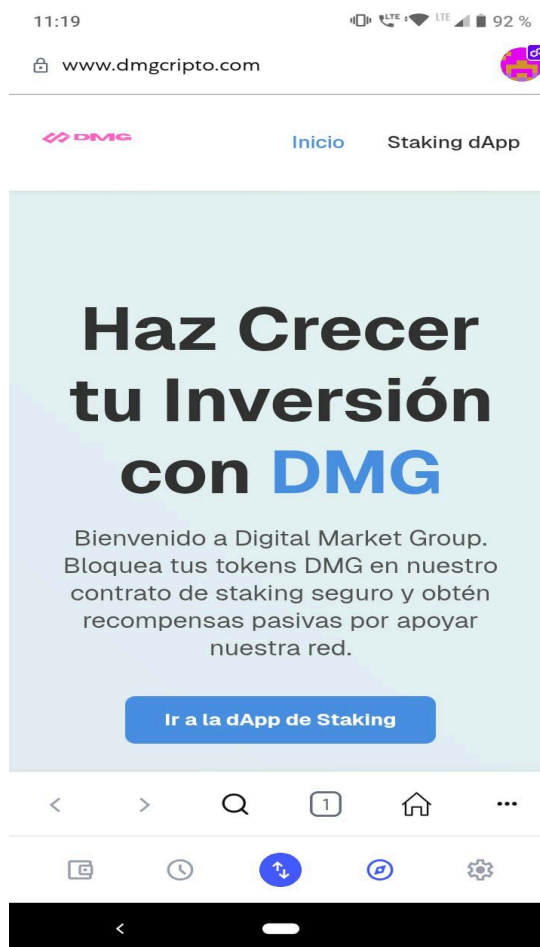 11:19
LTE LTE 92 %
www.dmgcripto.com
DMG
Inicio
Staking dApp
Haz Crecer
tu Inversión
con DMG
Bienvenido a Digital Market Group.
Bloquea tus tokens DMG en nuestro
contrato de staking seguro y obtén
recompensas pasivas por apoyar
nuestra red.
Ir a la dApp de Staking
1